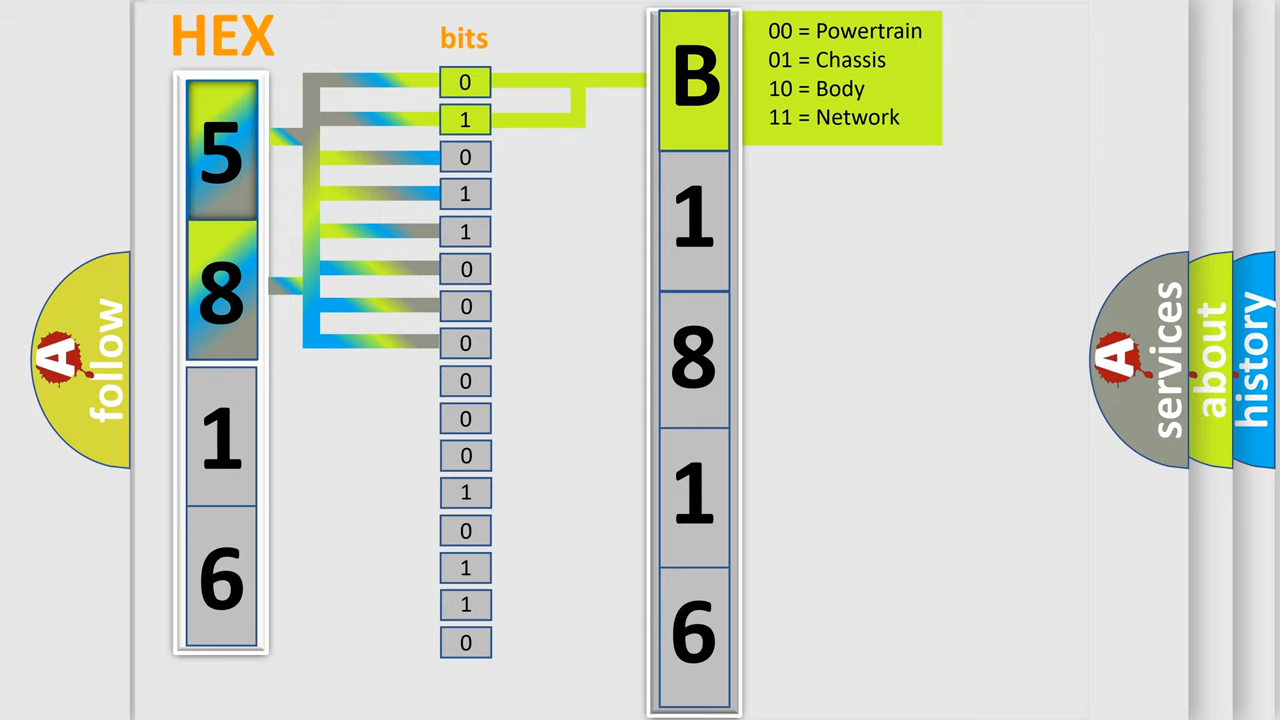 HEX
bits
5
8
1
6
0
1
0
1
1
0
0
0
0
0
0
1
0
1
1
0
B
1
8
1
6
00 = Powertrain
01 = Chassis
10 = Body
11 = Network
A
follow
A
services
about
history